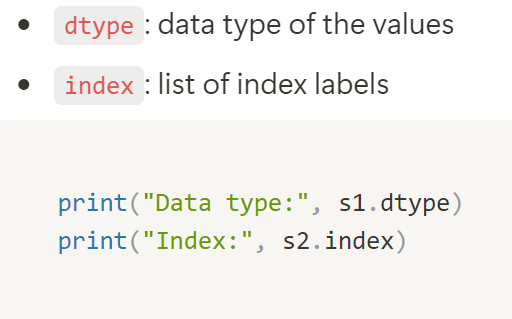 • dtype: data type of the values
• index: list of index labels
print("Data type:", s1.dtype)
print("Index:", s2.index)